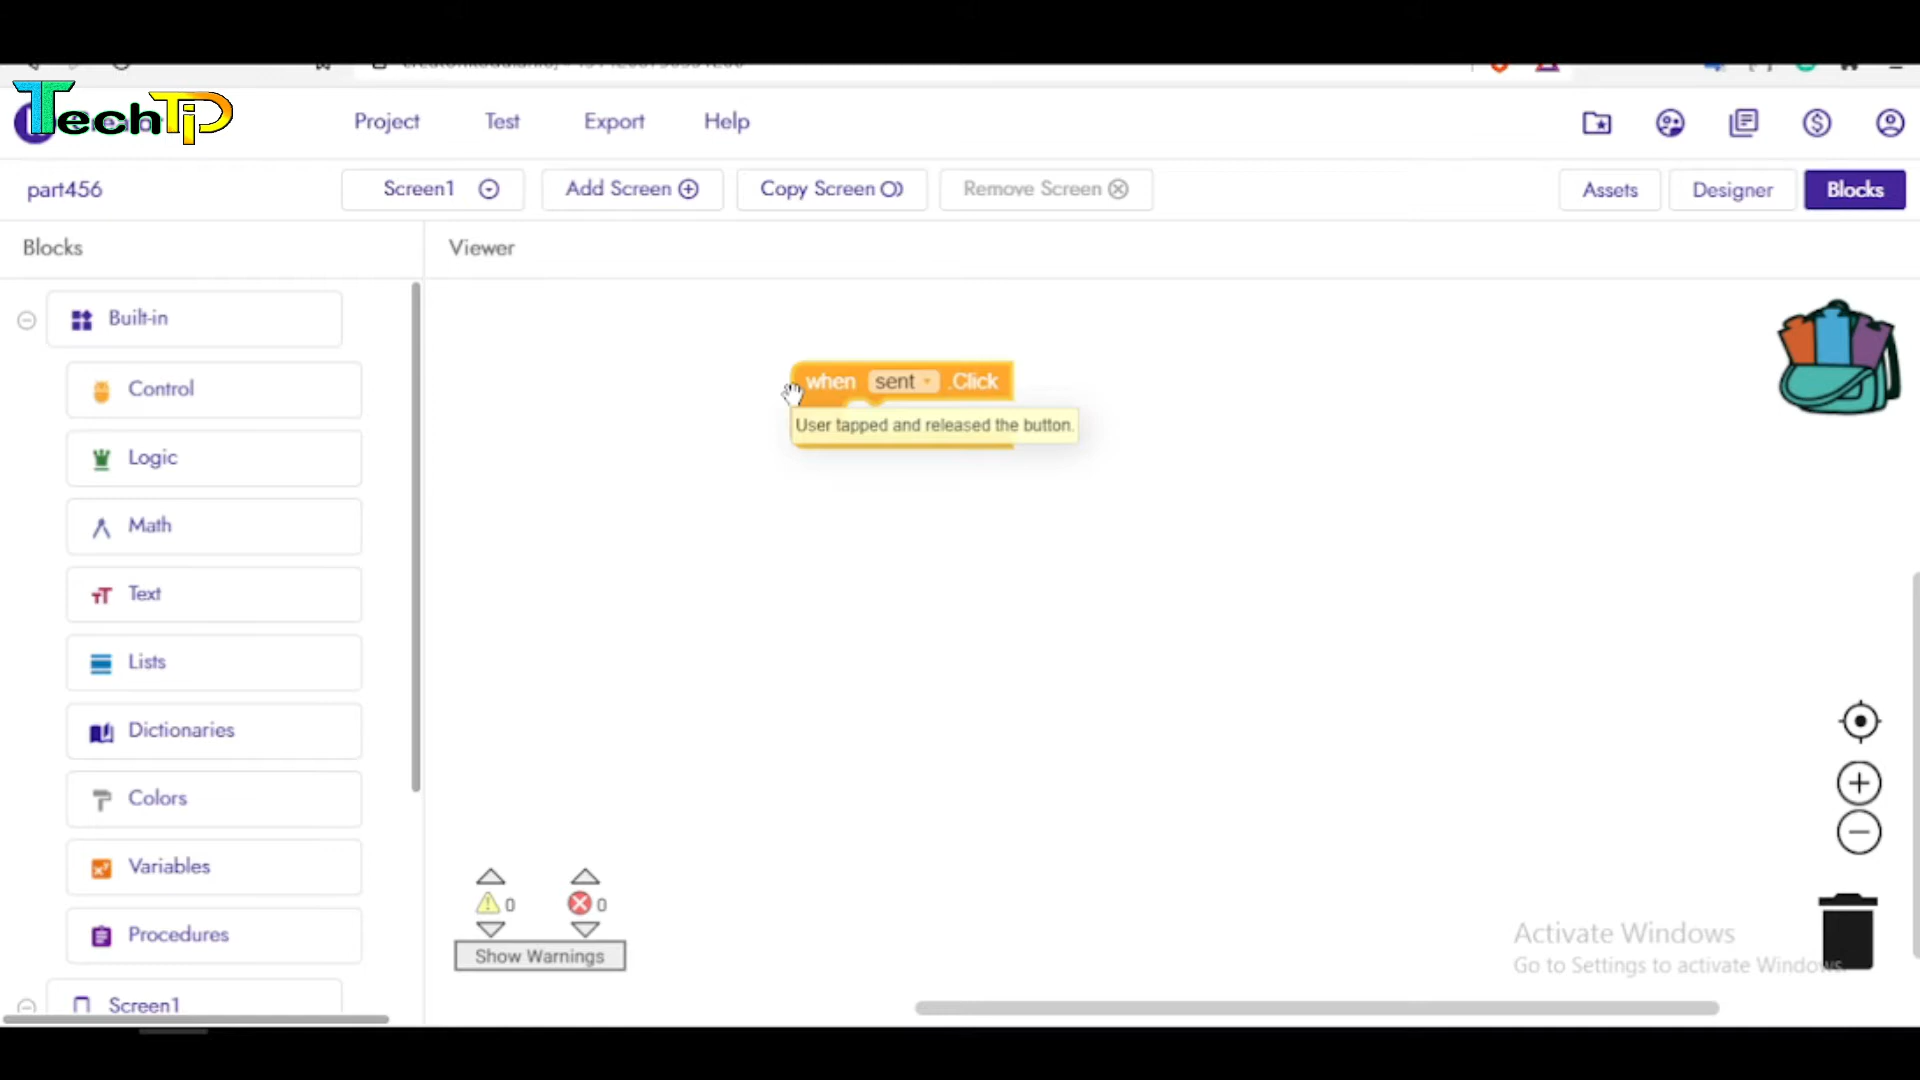 TechTip
Project
Test
Export
Help
part456
Screen1
Add Screen
Copy Screen
Remove Screen
Assets
Designer
Blocks
Blocks
Viewer
Built-in
Control
Logic
Math
Text
Lists
Dictionaries
Colors
Variables
Procedures
Screen1
when sent .Click
User tapped and released the button.
0
0
Show Warnings
Activate Windows
Go to Settings to activate Windows.